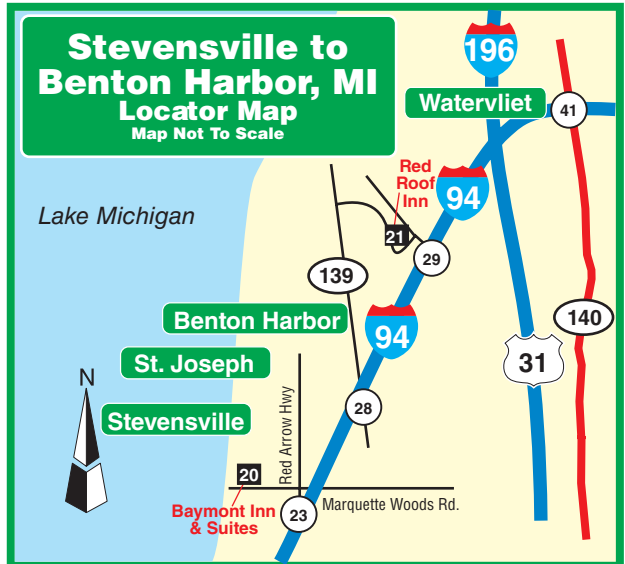 Stevensville to
Benton Harbor, MI
Locator Map
Map Not To Scale
196
Watervliet
41
Red
Roof
Inn
94
Lake Michigan
21
29
139
140
Benton Harbor
94
31
St. Joseph
N
28
Stevensville
Red Arrow Hwy
20
Marquette Woods Rd.
Baymont Inn
& Suites
23